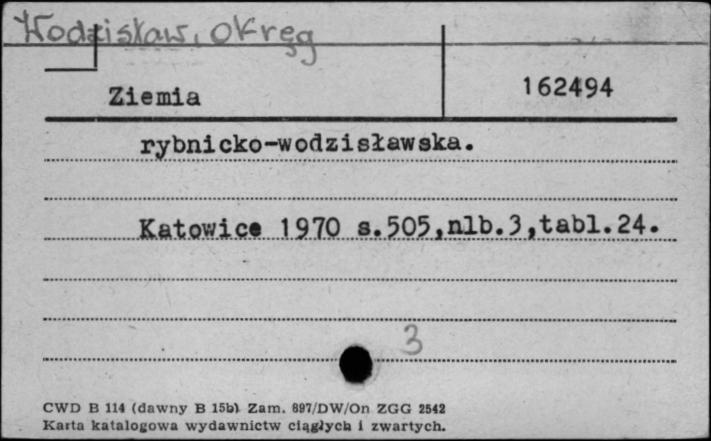 Wodzisław, okręg
Ziemia
162494
rybnicko-wodzisławska.
Katowice 1970 s.505,nlb.3,tabl.24.
3
CWD B 114 (dawny B 15b) Zam. 897/DW/On ZGG 2542
Karta katalogowa wydawnictw ciągłych i zwartych.